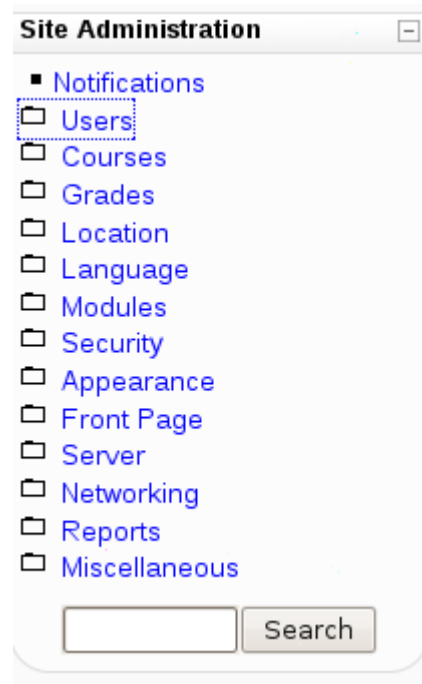 Site Administration
Notifications
Users
Courses
Grades
Location
Language
Modules
Security
Appearance
Front Page
Server
Networking
Reports
Miscellaneous
Search